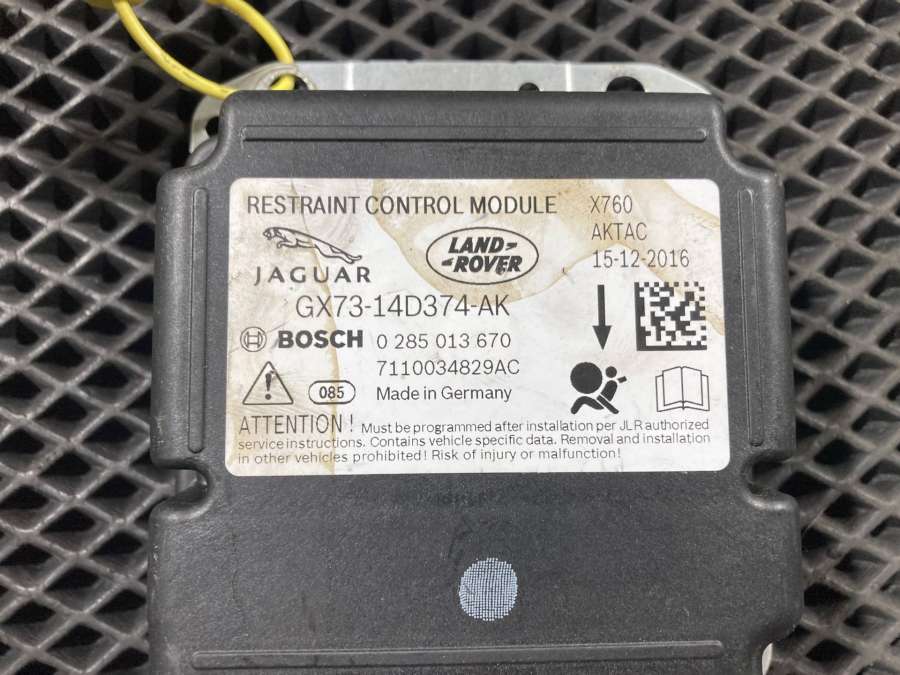 RESTRAINT CONTROL MODULE
X760
AKTAC
15-12-2016
JAGUAR
LAND-
-ROVER
GX73-14D374-AK
BOSCH 0 285 013 670
7110034829AC
085 Made in Germany
ATTENTION! Must be programmed after installation per JLR authorized
service instructions. Contains vehicle specific data. Removal and installation
in other vehicles prohibited! Risk of injury or malfunction!